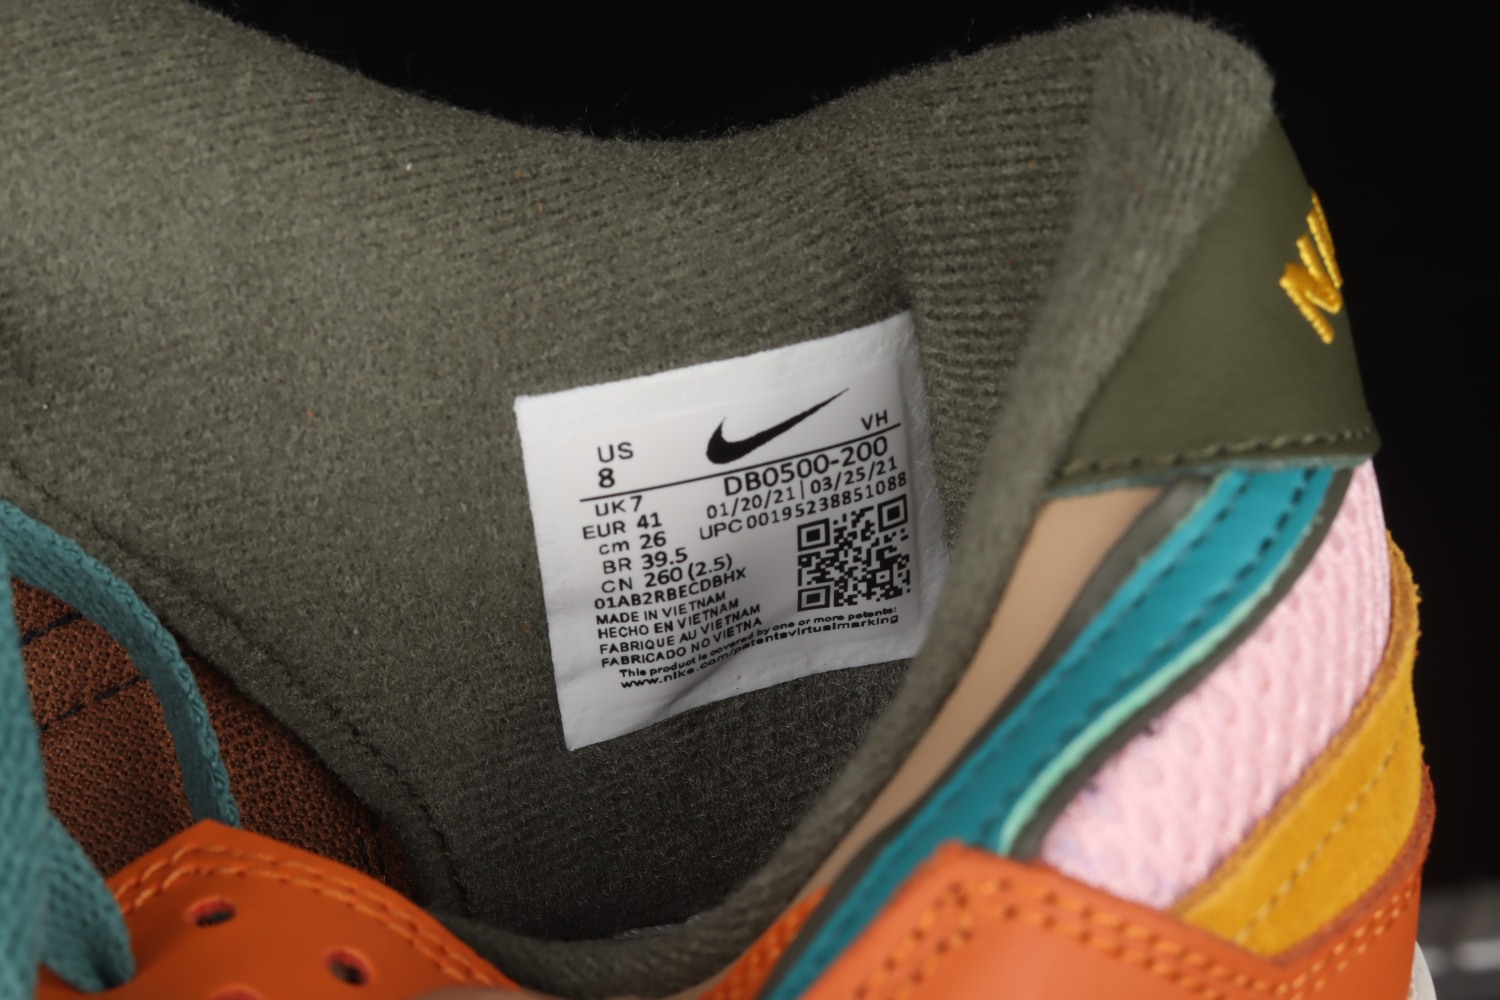 US
8
VH
UK 7
DB0500-200
EUR 41
01/20/21 | 03/25/21
cm 26
UPC 00195238851088
BR 39.5
CN 260 (2.5)
01AB2RBECDBHX
MADE IN VIETNAM
HECHO EN VIETNAM
FABRIQUE AU VIETNAM
FABRICADO NO VIETNA
This product is covered by one or more patents:
www.nike.com/patentsvirtualmarking